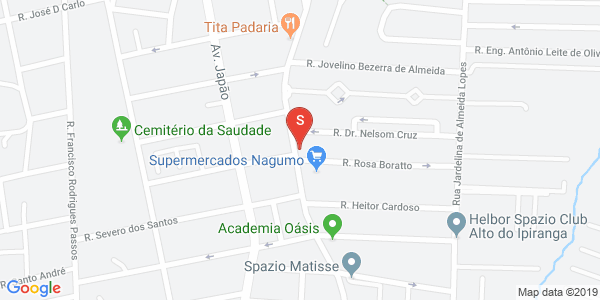 R. José D Carlo
Tita Padaria
R. Eng. Antônio Leite de Oliv
R. Jovelino Bezerra de Almeida
Av. Japão
S
Cemitério da Saudade
R. Dr. Nelsom Cruz
Supermercados Nagumo
R. Rosa Boratto
Rua Jardelina de Almeida Lopes
R. Francisco Rodrigues Passos
R. Heitor Cardoso
R. Severo dos Santos
Academia Oásis
Helbor Spazio Club
Alto do Ipiranga
Spazio Matisse
anto André
Google
Map data ©2019